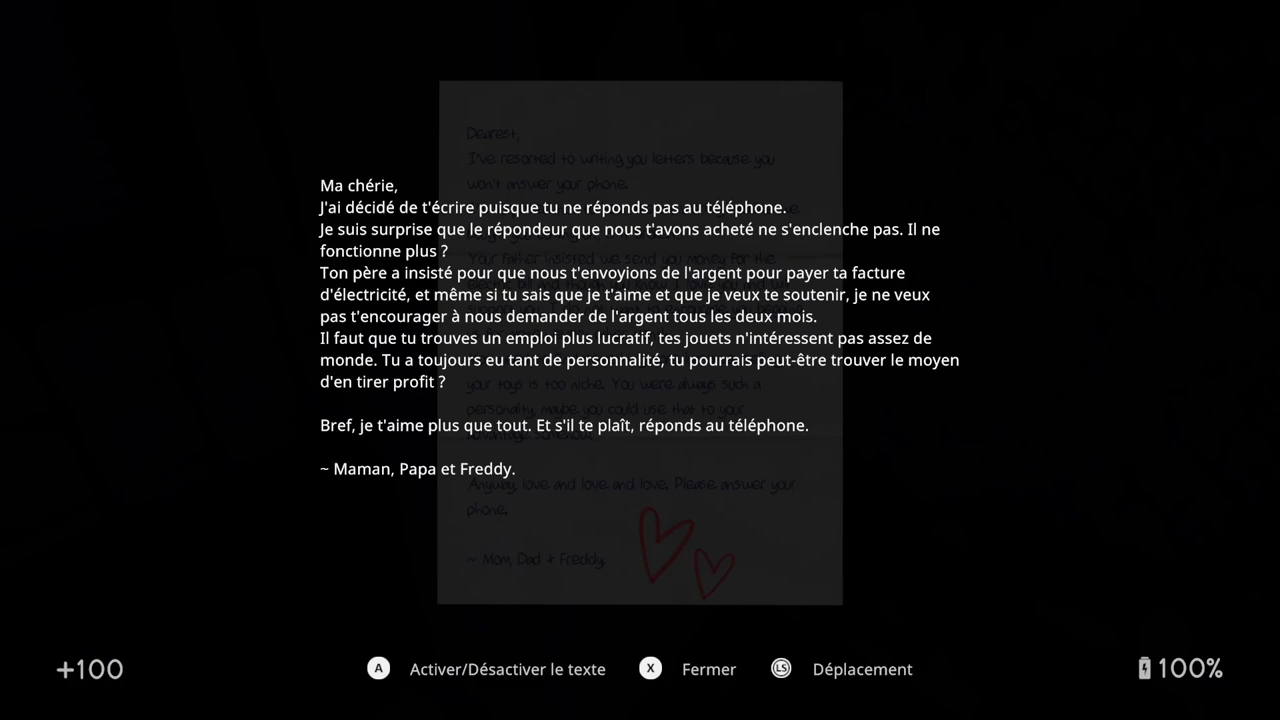 Dearest,
I've resorted to writing you letters because you
won't answer your phone.
Ma chérie,
J'ai décidé de t'écrire puisque tu ne réponds pas au téléphone.
Je suis surprise que le répondeur que nous t'avons acheté ne s'enclenche pas. Il ne
fonctionne plus ?
Your father insisted we send you money for the
Ton père a insisté pour que nous t'envoyions de l'argent pour payer ta facture
d'électricité, et même si tu sais que je t'aime et que je veux te soutenir, je ne veux
pas t'encourager à nous demander de l'argent tous les deux mois.
Il faut que tu trouves un emploi plus lucratif, tes jouets n'intéressent pas assez de
monde. Tu a toujours eu tant de personnalité, tu pourrais peut-être trouver le moyen
d'en tirer profit ?
your toys is too niche. You were always such a
personality, maybe you could use that to your
advantage somehow.
Bref, je t'aime plus que tout. Et s'il te plaît, réponds au téléphone.
~ Maman, Papa et Freddy.
Anyway, love and love and love. Please answer your
phone.
~ Mom, Dad + Freddy
+100
A Activer/Désactiver le texte X Fermer LS Déplacement
100%